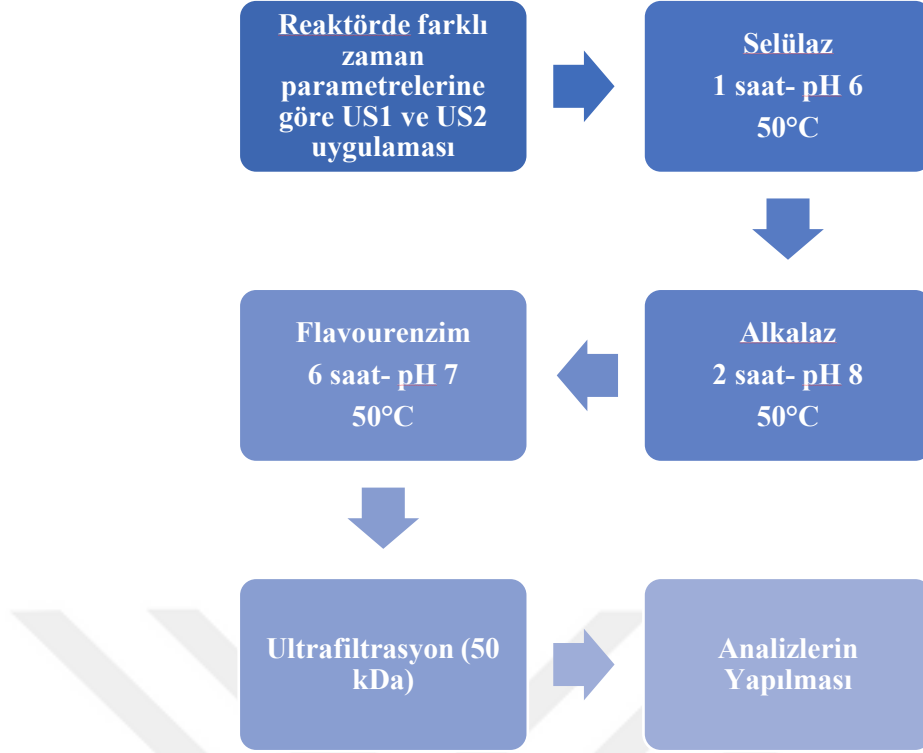 Reaktörde farklı
zaman
parametrelerine
göre US1 ve US2
uygulaması
Selülaz
1 saat- pH 6
50°C
Alkalaz
2 saat- pH 8
50°C
Flavourenzim
6 saat- pH 7
50°C
Ultrafiltrasyon (50
kDa)
Analizlerin
Yapılması